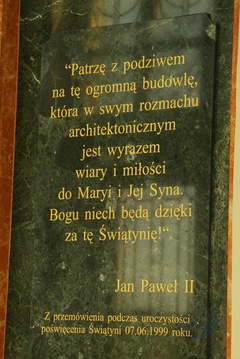 “Patrzę z podziwem
na tę ogromną budowlę,
która w swym rozmachu
architektonicznym
jest wyrazem
wiary i miłości
do Maryi i Jej Syna.
Bogu niech będą dzięki
za tę Świątynię!“.
Jan Paweł II
Z przemówienia podczas uroczystości
poświęcenia Świątyni 07.06.1999 roku.